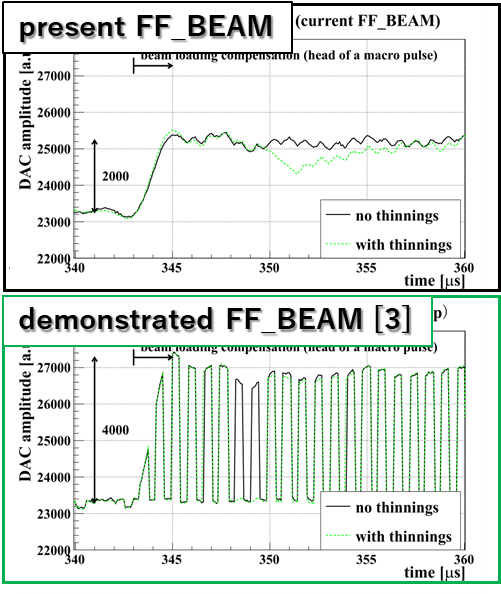 present FF_BEAM
(current FF_BEAM)
beam loading compensation (head of a macro pulse)
DAC amplitude [a.u
27000
26000
25000
24000
23000
22000
2000
no thinnings
with thinnings
340
345
350
355
360
time [μs]
demonstrated FF_BEAM [3]
p)
beam loading compensation (head of a macro pulse)
DAC amplitude [a.u
27000
26000
25000
24000
23000
22000
4000
no thinnings
with thinnings
340
345
350
355
360
time [μs]